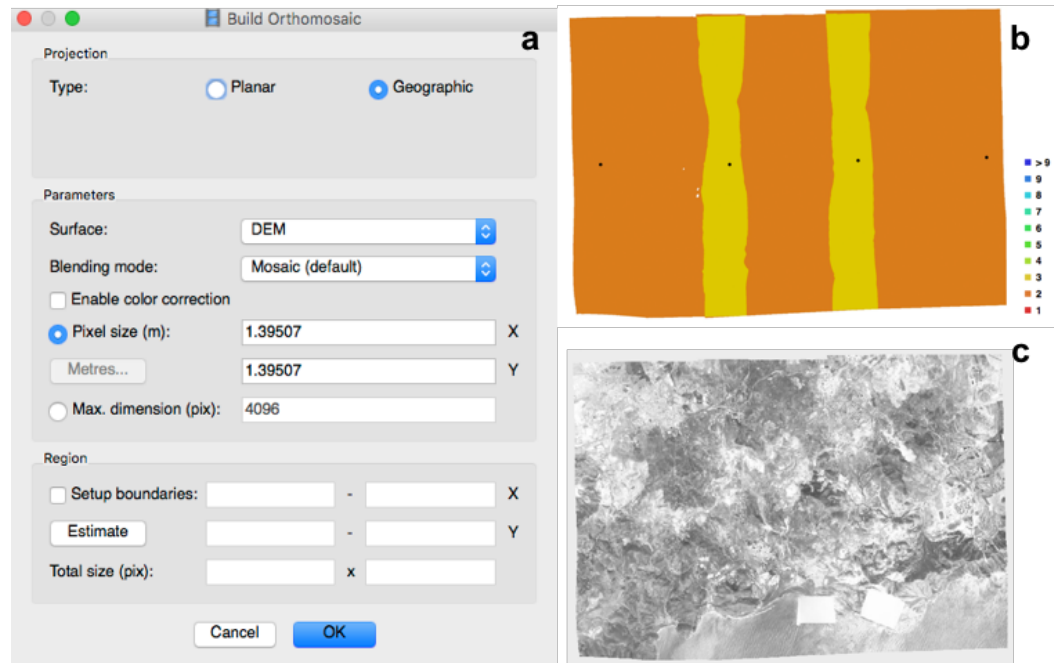 Build Orthomosaic
a
Projection
Type: Planar Geographic
Parameters
Surface: DEM
Blending mode: Mosaic (default)
Enable color correction
Pixel size (m): 1.39507 X
Metres... 1.39507 Y
Max. dimension (pix): 4096
Region
Setup boundaries: - X
Estimate - Y
Total size (pix): x
Cancel OK
b
> 9
9
8
7
6
5
4
3
2
1
c